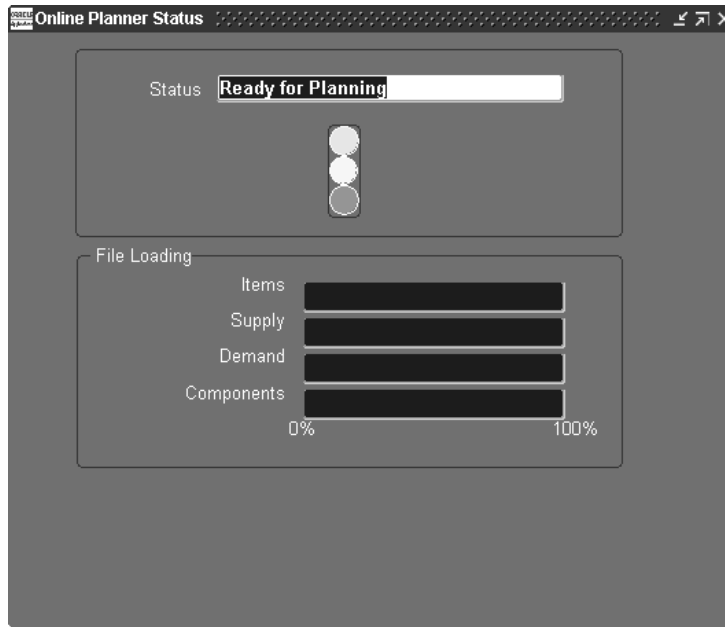 Online Planner Status
Status Ready for Planning
File Loading
Items
Supply
Demand
Components
0% 100%